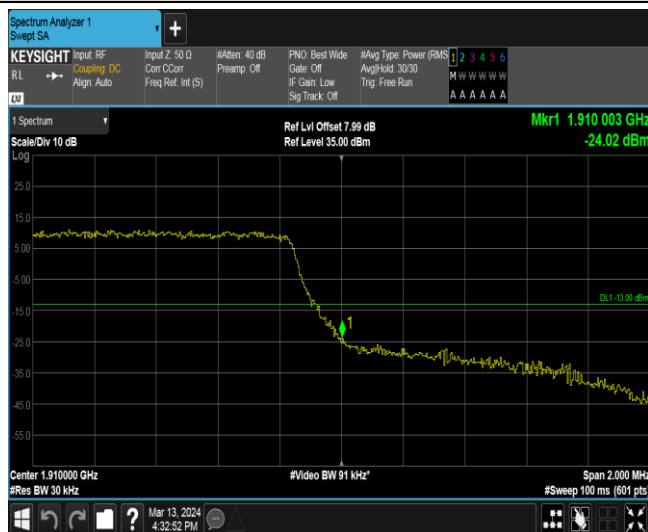 Spectrum Analyzer 1
Swept SA
KEYSIGHT
RL
LXI
Input: RF
Coupling: DC
Align: Auto
Input Z: 50 Ω
Corr CCorr
Freq Ref: Int (S)
#Atten: 40 dB
Preamp: Off
PNO: Best Wide
Gate: Off
IF Gain: Low
Sig Track: Off
#Avg Type: Power (RMS
Avg|Hold: 30/30
Trig: Free Run
1 2 3 4 5 6
M W W W W W
A A A A A A
1 Spectrum
Scale/Div 10 dB
Log
Ref Lvl Offset 7.99 dB
Ref Level 35.00 dBm
Mkr1 1.910 003 GHz
-24.02 dBm
25.0
15.0
5.00
-5.00
-15.0
-25.0
-35.0
-45.0
-55.0
DL1 -13.00 dBm
1
Center 1.910000 GHz
#Res BW 30 kHz
#Video BW 91 kHz*
Span 2.000 MHz
#Sweep 100 ms (601 pts)
?
Mar 13, 2024
4:32:52 PM